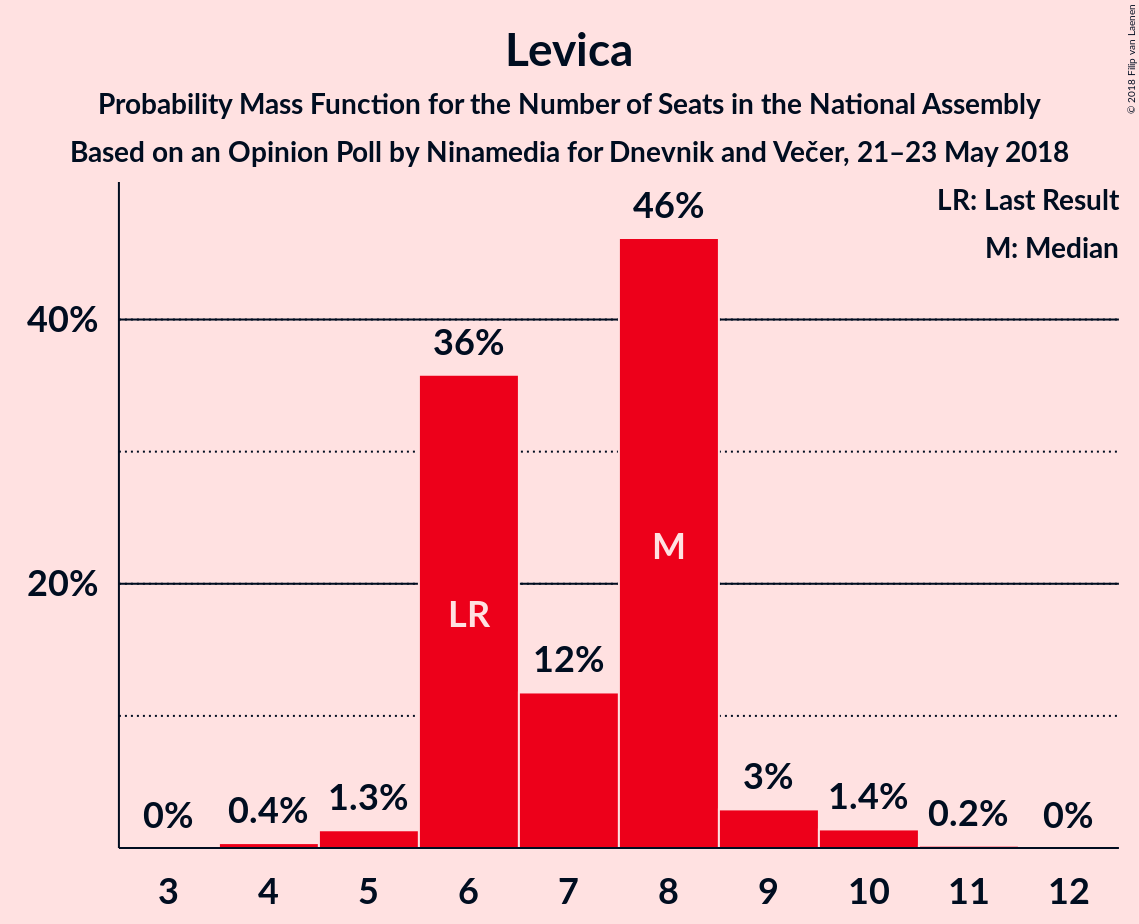 Levica
Probability Mass Function for the Number of Seats in the National Assembly
Based on an Opinion Poll by Ninamedia for Dnevnik and Večer, 21–23 May 2018
© 2018 Filip van Laenen
LR: Last Result
M: Median
40%
20%
0%
0.4%
1.3%
36%
12%
46%
3%
1.4%
0.2%
0%
LR
M
3 4 5 6 7 8 9 10 11 12